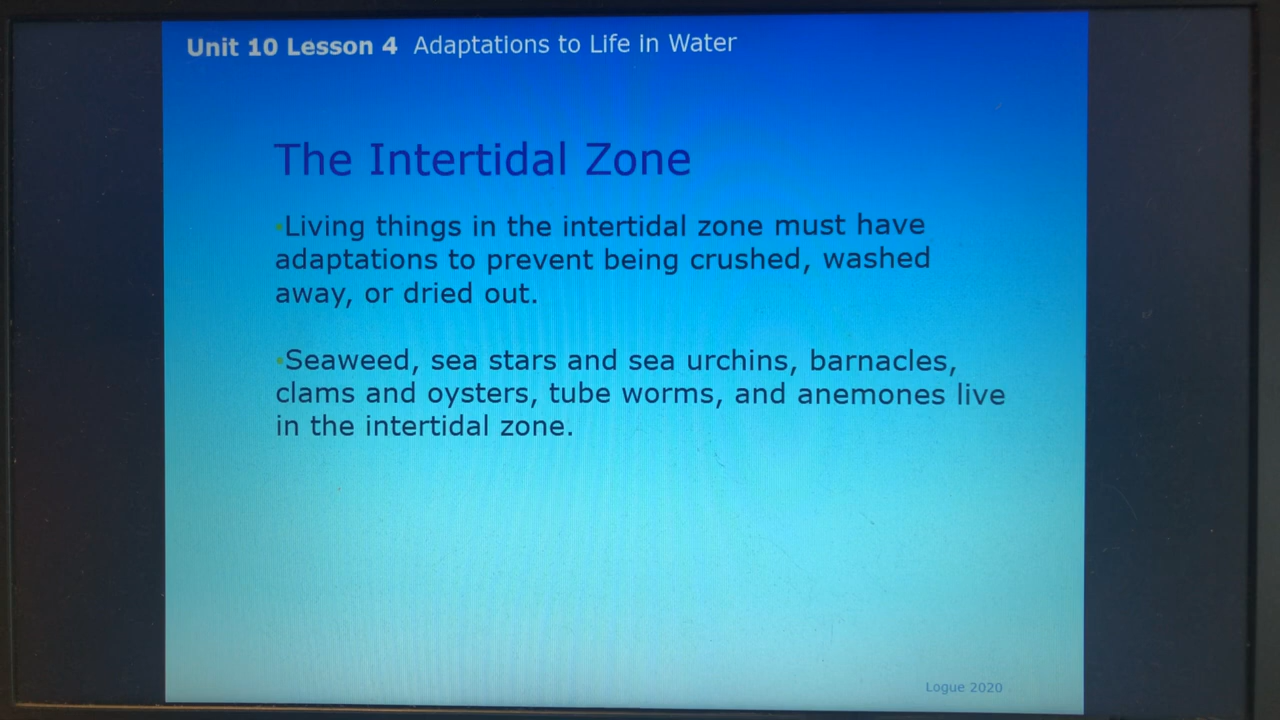 Unit 10 Lesson 4 Adaptations to Life in Water
The Intertidal Zone
•Living things in the intertidal zone must have
adaptations to prevent being crushed, washed
away, or dried out.
•Seaweed, sea stars and sea urchins, barnacles,
clams and oysters, tube worms, and anemones live
in the intertidal zone.
Logue 2020